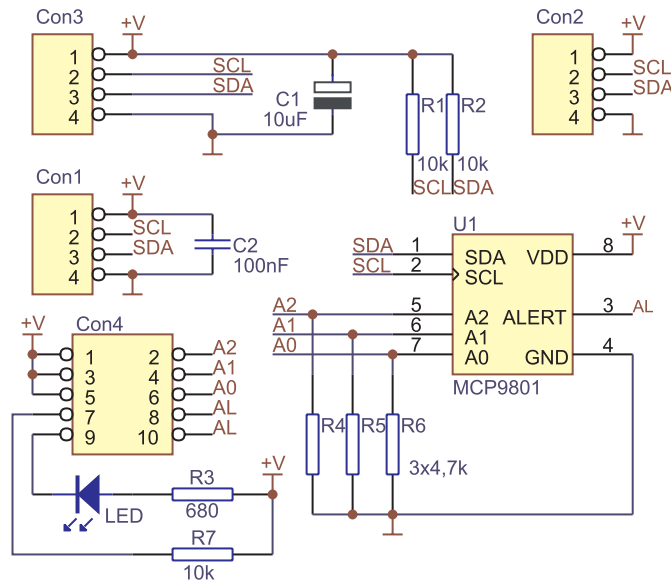 Con3
+V
1
2 SCL
3 SDA
4
C1
10uF
R1 R2
10k 10k
SCL SDA
Con2
+V
1
2 SCL
3 SDA
4
Con1
+V
1
2 SCL
3 SDA
4
C2
100nF
U1
+V
SDA 1 SDA VDD 8
SCL 2 SCL
A2 5 A2 ALERT 3 AL
A1 6 A1
A0 7 A0 GND 4
MCP9801
R4 R5 R6
3x4,7k
+V
Con4
1 2 A2
3 4 A1
5 6 A0
7 8 AL
9 10 AL
LED
R3
680
+V
R7
10k